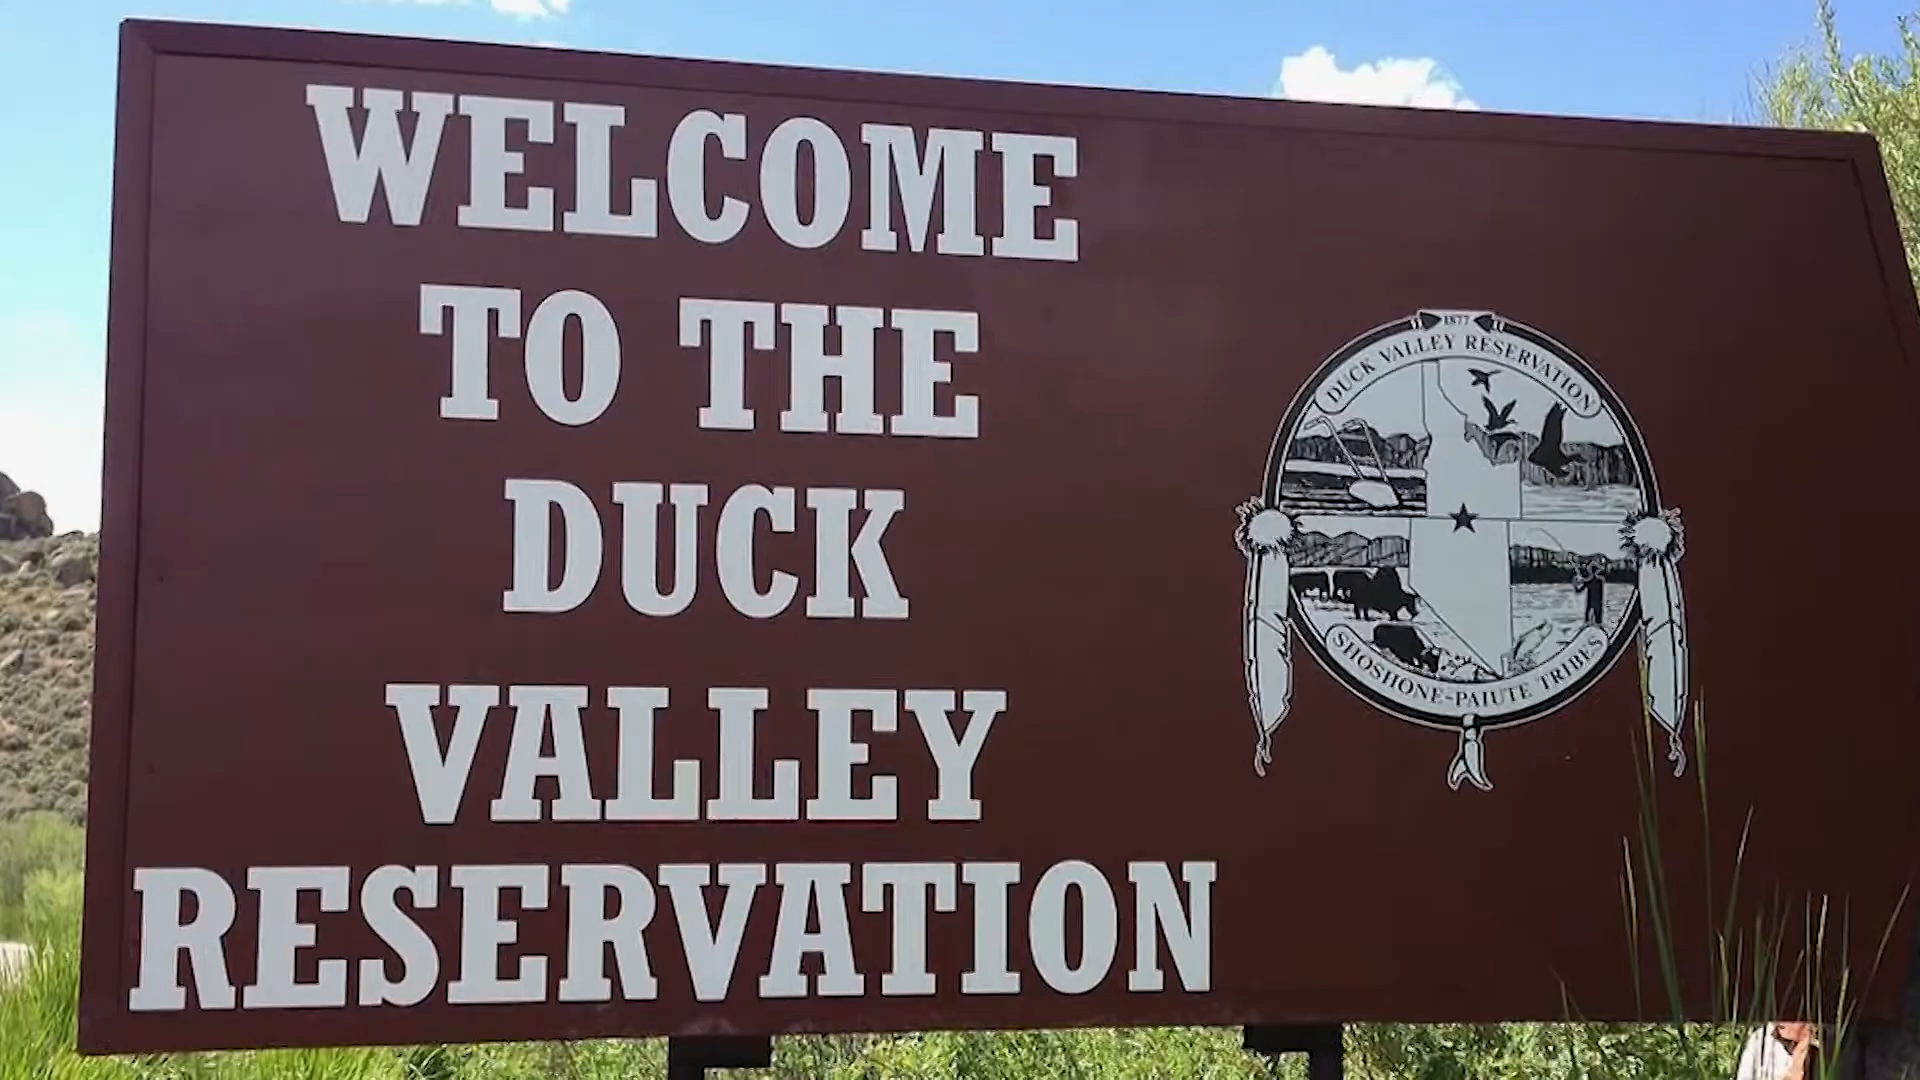 WELCOME
TO THE
DUCK
VALLEY
RESERVATION
1877
DUCK VALLEY RESERVATION
SHOSHONE-PAIUTE TRIBES